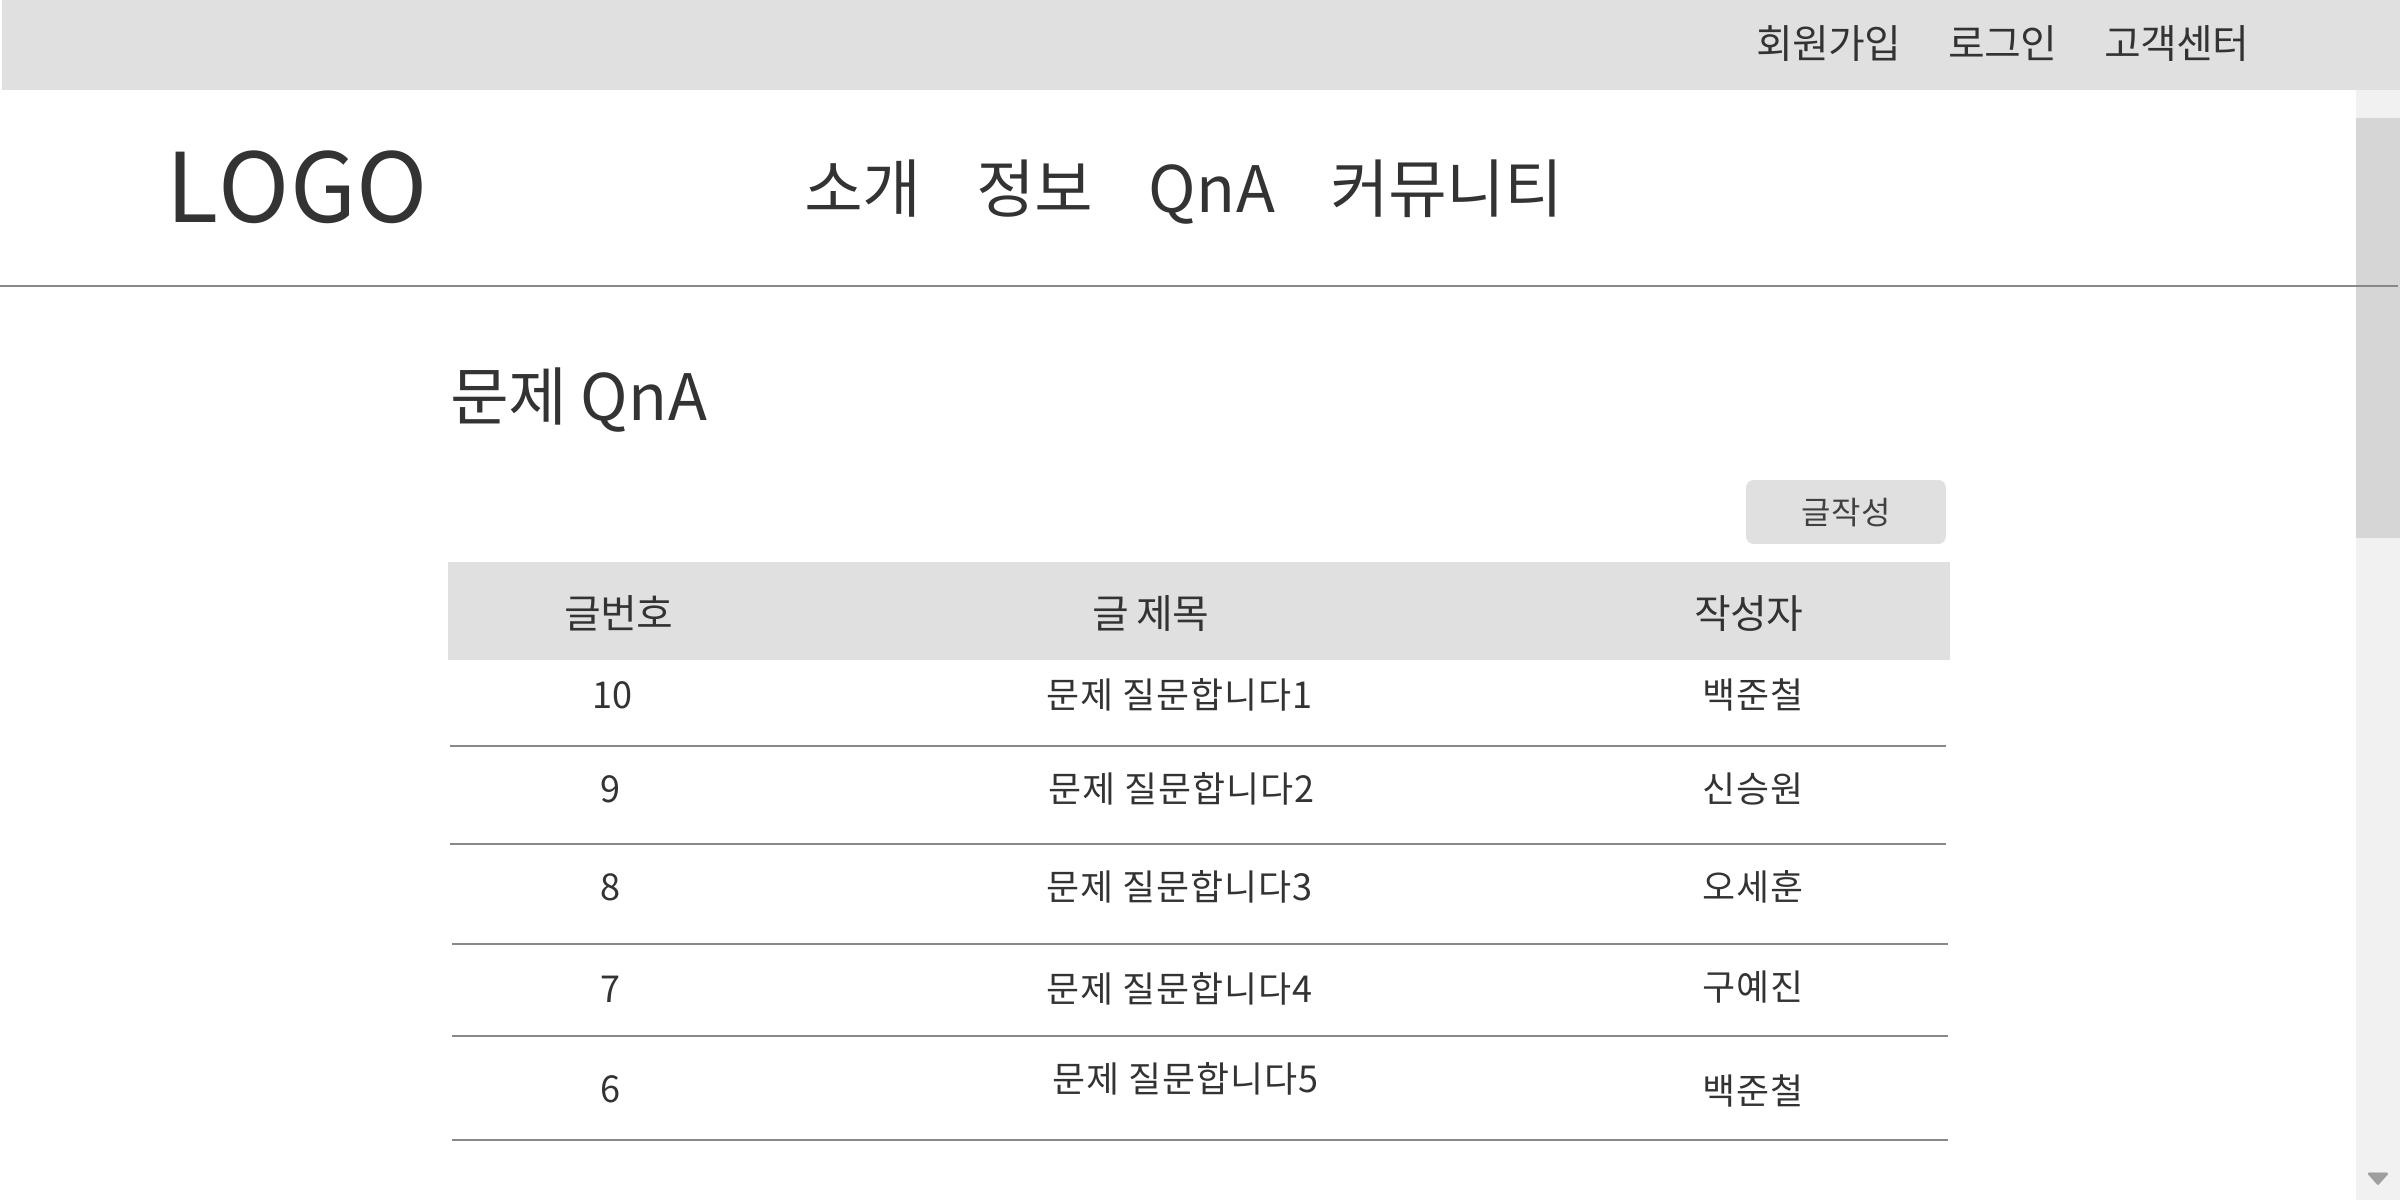 회원가입 로그인 고객센터
LOGO 소개 정보 QnA 커뮤니티
문제 QnA
글작성
글번호 글 제목 작성자
10 문제 질문합니다1 백준철
9 문제 질문합니다2 신승원
8 문제 질문합니다3 오세훈
7 문제 질문합니다4 구예진
6 문제 질문합니다5 백준철